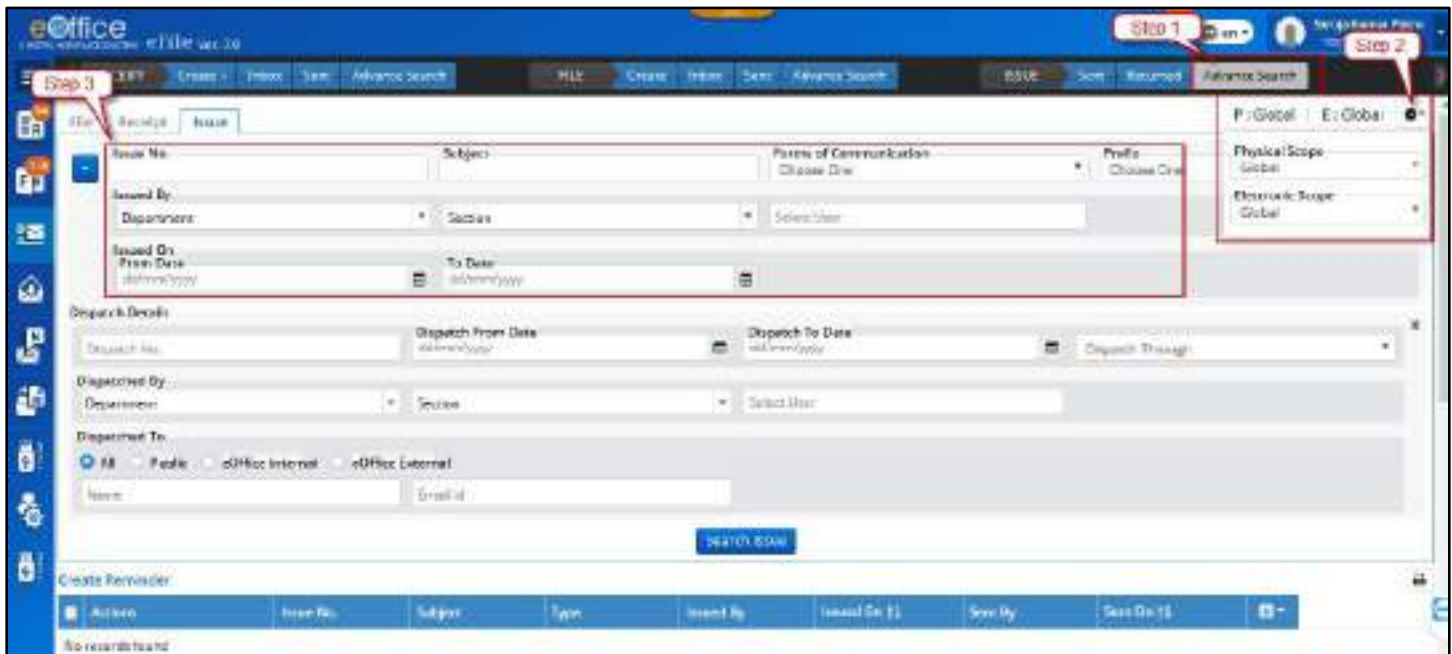 eOffice
eFile Ver. 7.0
Step 1
en
Step 2
Step 3
Create Inbox Sent Advance Search
FILE Create Inbox Sent Advance Search
ISSUE Sent Returned Advance Search
File Receipt Issue
P : Global E : Global
Issue No.
Subject
Forms of Communication
Choose One
Prefix
Choose One
Physical Scope
Global
Electronic Scope
Global
Issued By
Department Section Select User
Issued On
From Date
dd/mm/yyyy
To Date
dd/mm/yyyy
Dispatch Details
Dispatch No.
Dispatch From Date
dd/mm/yyyy
Dispatch To Date
dd/mm/yyyy
Dispatch Through
Dispatched By
Department Section Select User
Dispatched To
All Public eOffice Internal eOffice External
Name Email id
Search Issue
Create Reminder
Actions Issue No. Subject Type Issued By Issued On Sent By Sent On
No records found